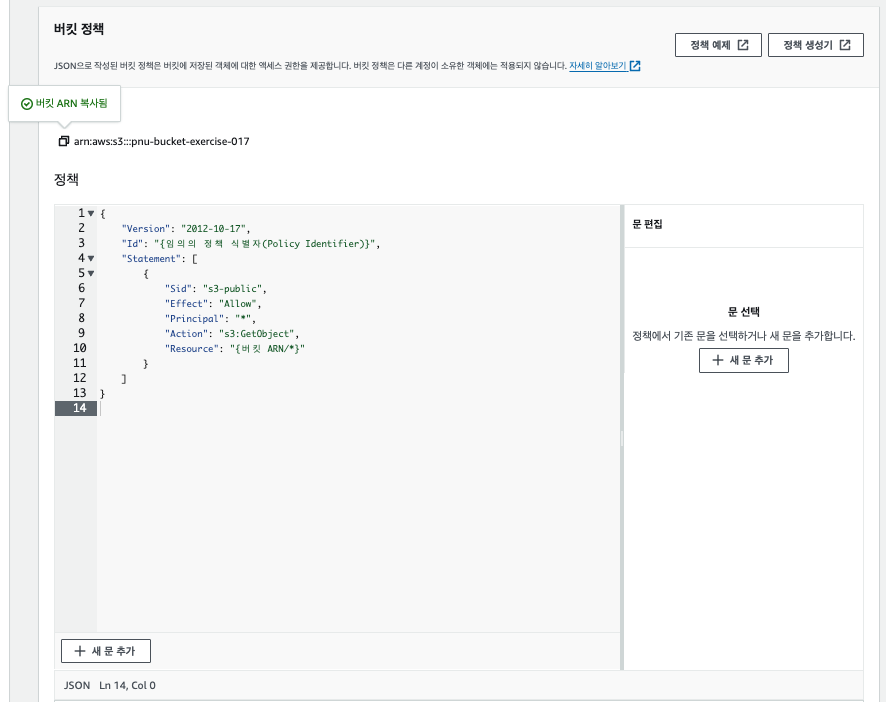 버킷 정책
정책 예제
정책 생성기
JSON으로 작성된 버킷 정책은 버킷에 저장된 객체에 대한 액세스 권한을 제공합니다. 버킷 정책은 다른 계정이 소유한 객체에는 적용되지 않습니다. 자세히 알아보기
버킷 ARN 복사됨
arn:aws:s3:::pnu-bucket-exercise-017
정책
1 {
2 "Version": "2012-10-17",
3 "Id": "{임의의 정책 식별자(Policy Identifier)}",
4 "Statement": [
5 {
6 "Sid": "s3-public",
7 "Effect": "Allow",
8 "Principal": "*",
9 "Action": "s3:GetObject",
10 "Resource": "{버킷 ARN/*}"
11 }
12 ]
13 }
14
문 편집
문 선택
정책에서 기존 문을 선택하거나 새 문을 추가합니다.
새 문 추가
새 문 추가
JSON Ln 14, Col 0